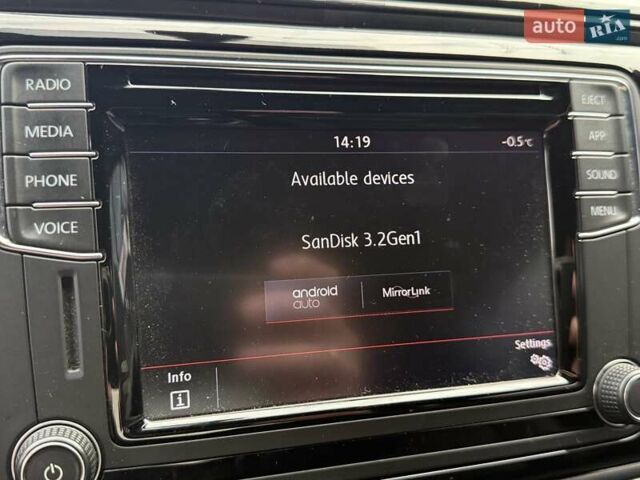 auto RIA
.com
RADIO
MEDIA
PHONE
VOICE
EJECT
APP
SOUND
MENU
14:19
-0.5°C
Available devices
SanDisk 3.2Gen1
android auto
MirrorLink
Settings
Info
i